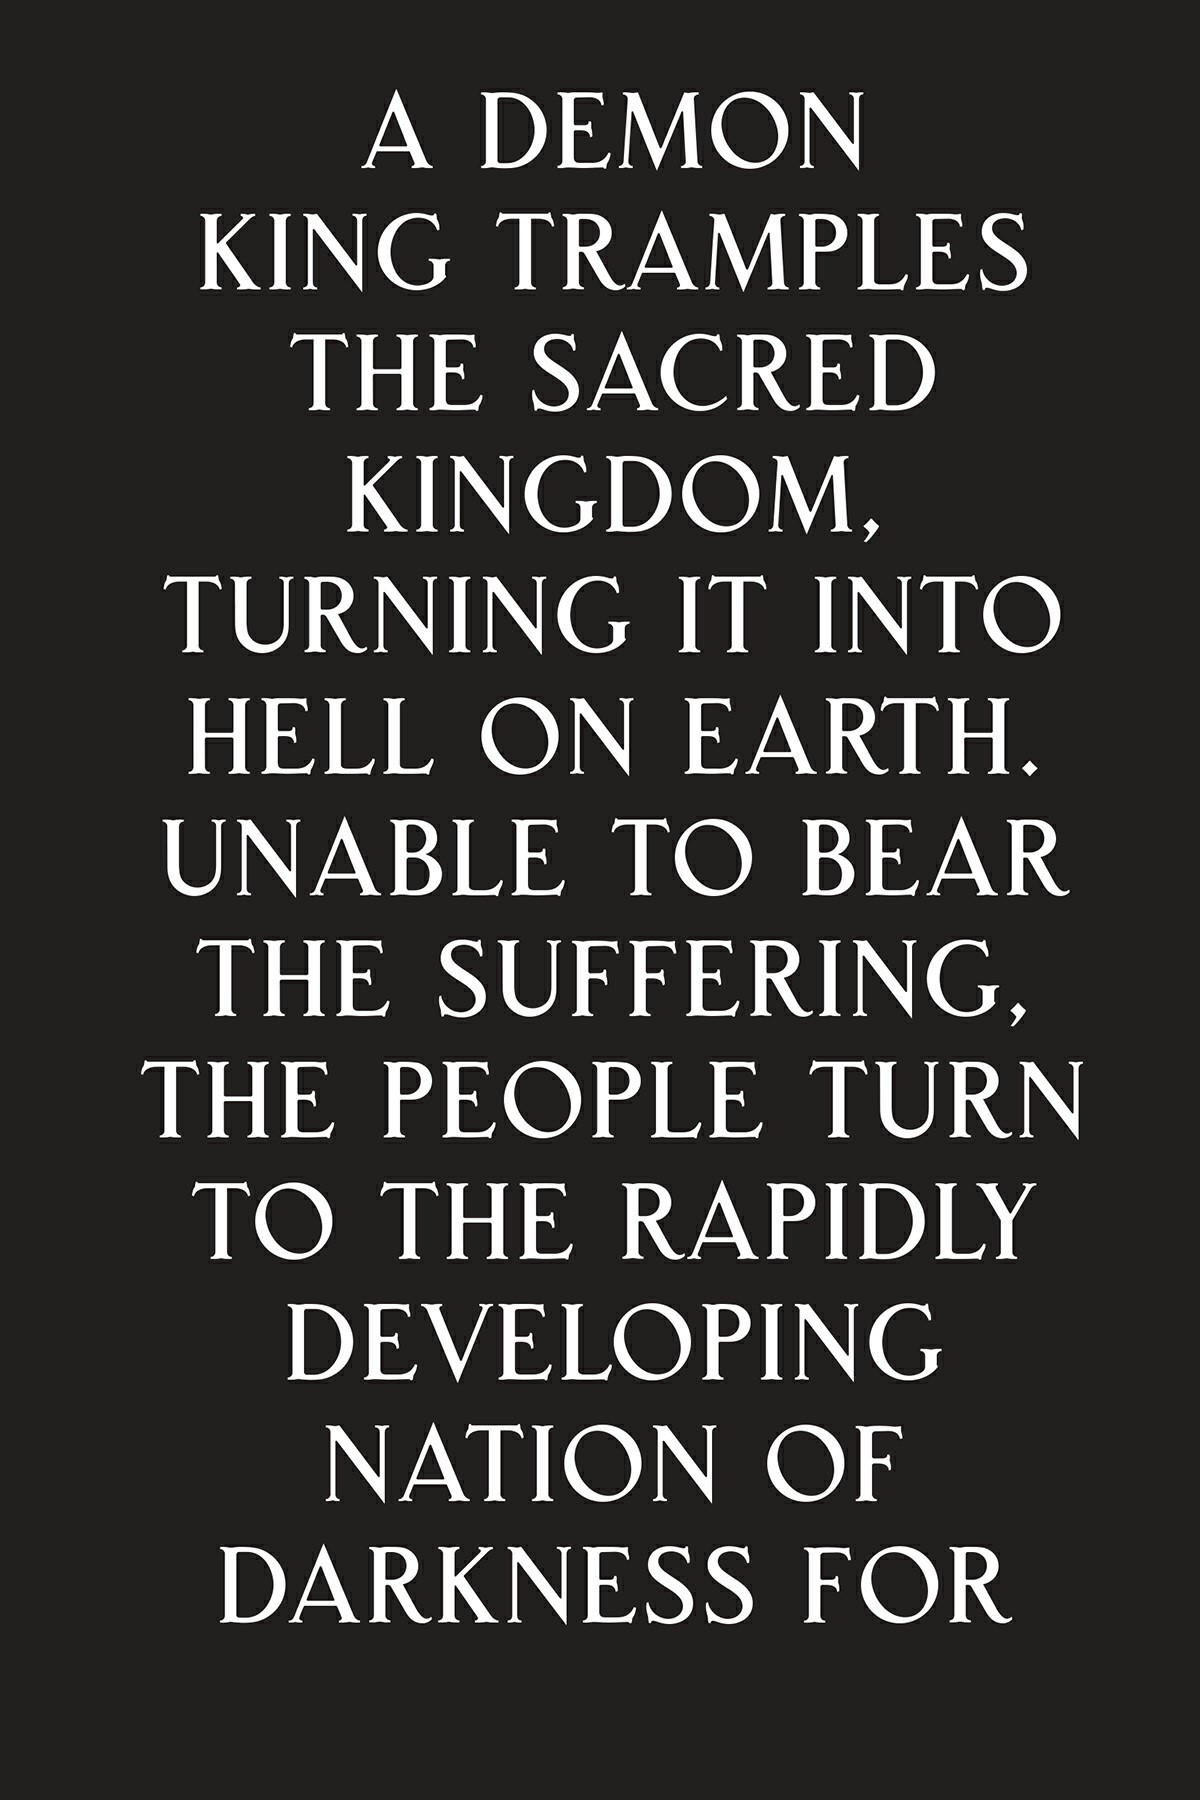 A DEMON
KING TRAMPLES
THE SACRED
KINGDOM,
TURNING IT INTO
HELL ON EARTH.
UNABLE TO BEAR
THE SUFFERING,
THE PEOPLE TURN
TO THE RAPIDLY
DEVELOPING
NATION OF
DARKNESS FOR